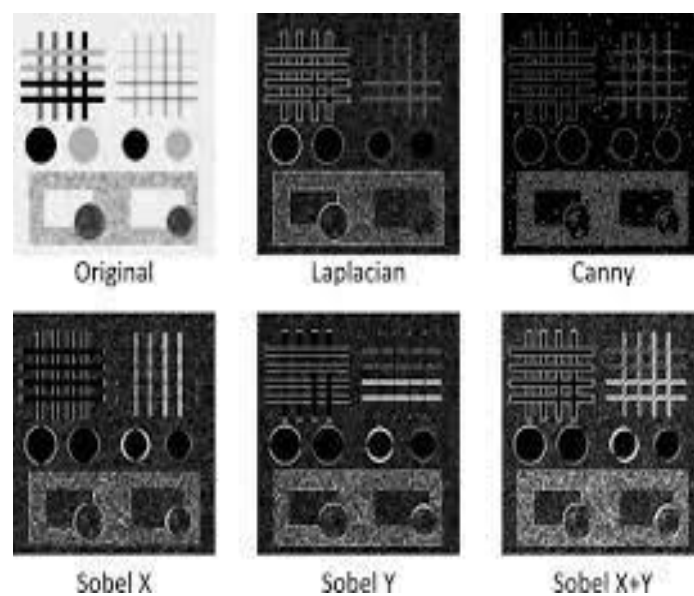 Original
Laplacian
Canny
Sobel X
Sobel Y
Sobel X+Y